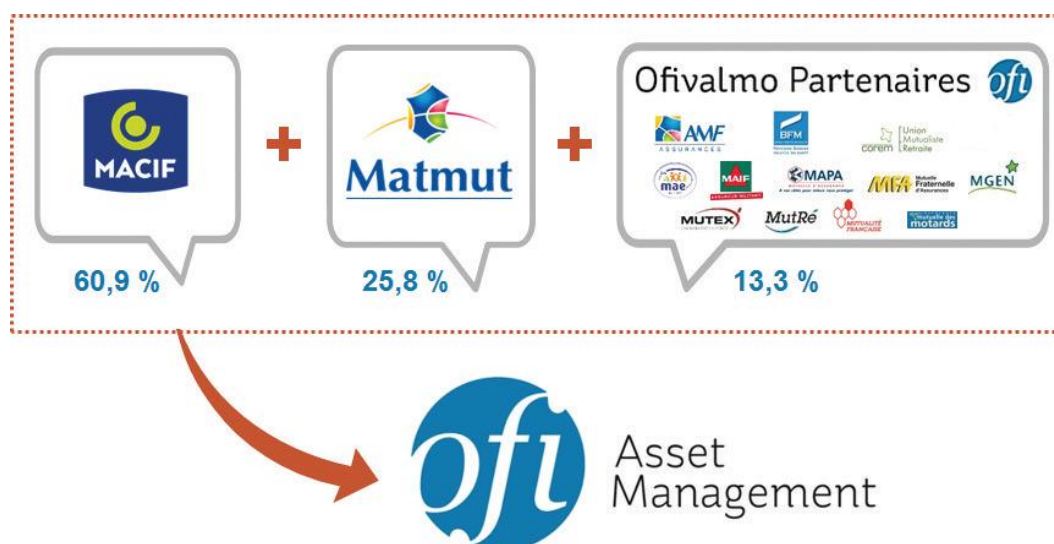 MACIF
+
Matmut
+
Ofivalmo Partenaires ofi
AMF
ASSURANCES
BFM
corem
Union
Mutualiste
Retraite
mae
MAIF
MAPA
MFA
Mutuelle
Fraternelle
d'Assurances
MGEN
MUTEX
MutRé
MUTUALITÉ
FRANÇAISE
mutuelle des
motards
60,9 %
25,8 %
13,3 %
ofi
Asset
Management